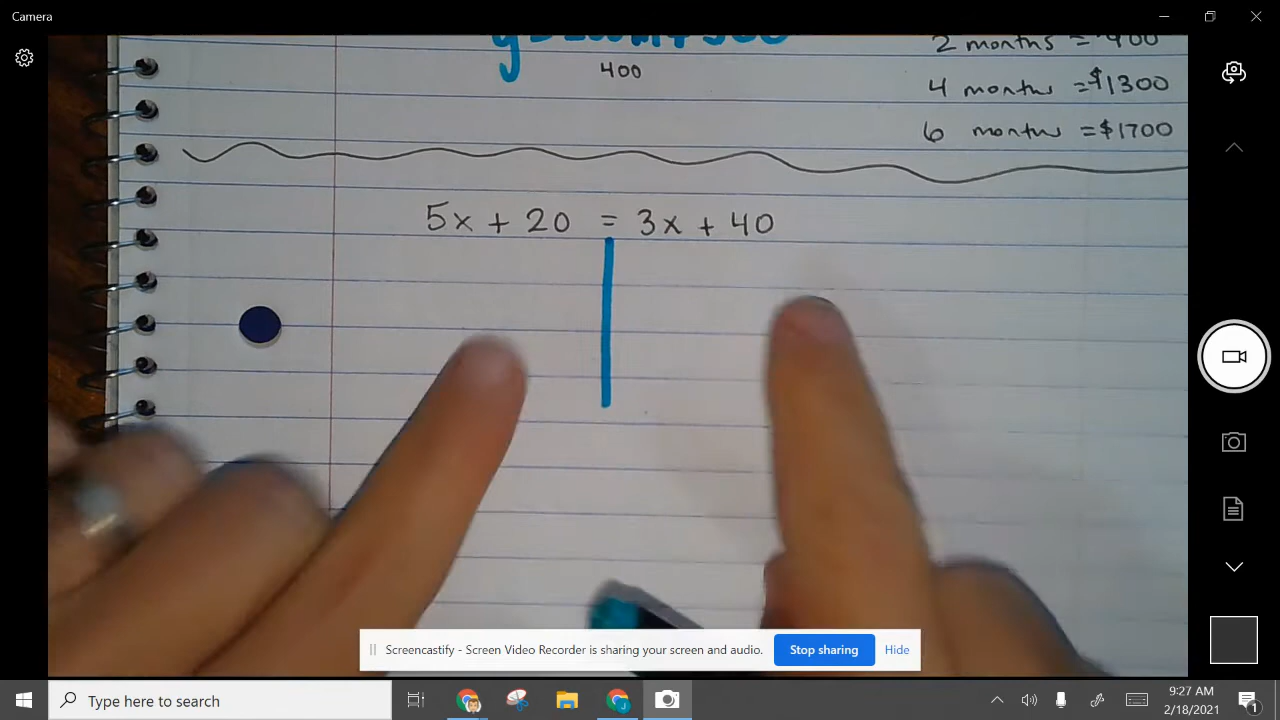 Camera
400
2 months = 400
4 months = $1300
6 months = $1700
5x + 20 = 3x + 40
Screencastify - Screen Video Recorder is sharing your screen and audio.
Stop sharing
Hide
Type here to search
9:27 AM
2/18/2021
1